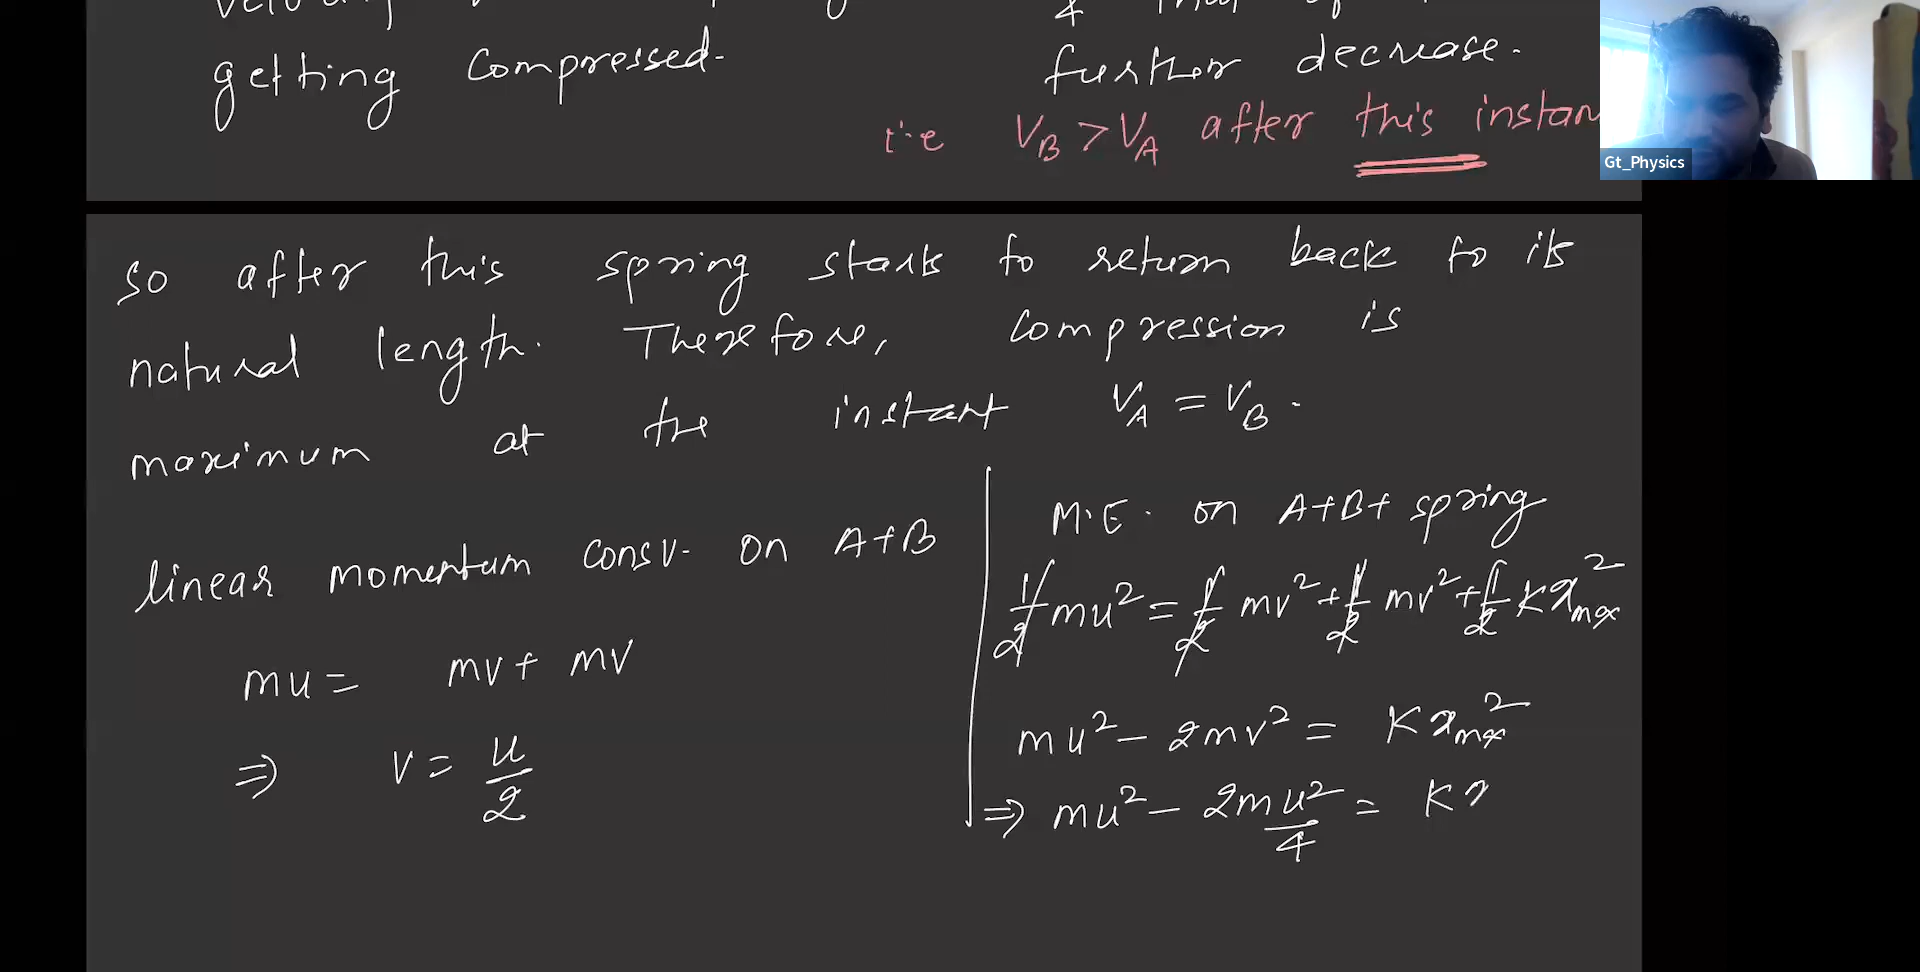 getting compressed.
further decrease.
i.e V_B > V_A after this instan
Gt_Physics
so after this spring starts to return back to its
natural length. Therefore, compression is
maximum at the instant V_A = V_B.
linear momentum consv. on A+B
mu = mv + mv
⇒ v = u/2
M.E. on A+B+ spring
1/2 mu² = 1/2 mv² + 1/2 mv² + 1/2 Kx²max
mu² - 2mv² = Kx²max
⇒ mu² - 2mu²/4 = Kx